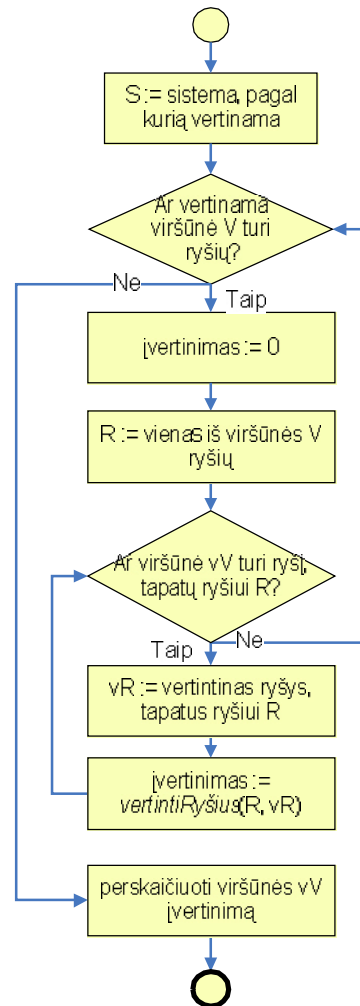 S := sistema, pagal
kurią vertinama
Ar vertinama
viršūnė V turi
ryšių?
Ne
Taip
įvertinimas := 0
R := vienas iš viršūnės V
ryšių
Ar viršūnė vV turi ryšį,
tapatų ryšiui R?
Taip
Ne
vR := vertintinas ryšys,
tapatus ryšiui R
įvertinimas :=
vertintiRyšius(R, vR)
perskaičiuoti viršūnės vV
įvertinimą